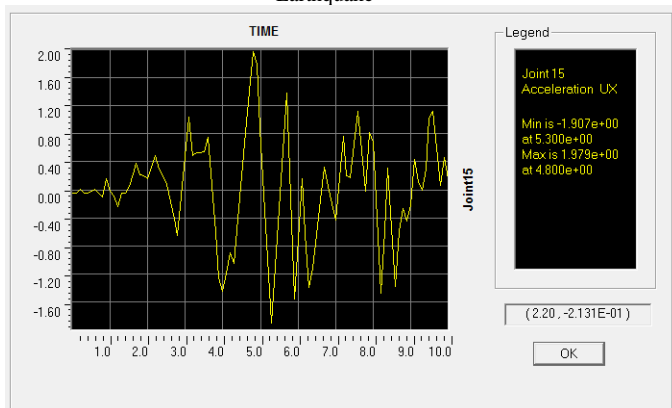 Earthquake
TIME
2.00
1.60
1.20
0.80
0.40
0.00
-0.40
-0.80
-1.20
-1.60
1.0 2.0 3.0 4.0 5.0 6.0 7.0 8.0 9.0 10.0
Joint15
Legend
Joint 15
Acceleration UX
Min is -1.907e+00
at 5.300e+00
Max is 1.979e+00
at 4.800e+00
( 2.20 , -2.131E-01 )
OK